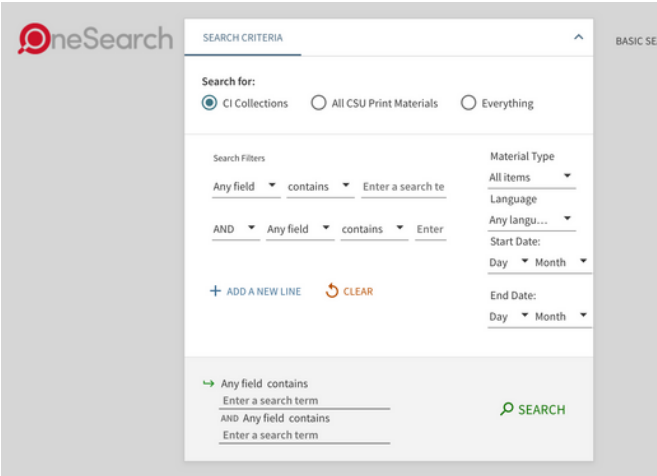 OneSearch
SEARCH CRITERIA
BASIC SE
Search for:
CI Collections All CSU Print Materials Everything
Search Filters
Any field contains Enter a search te
AND Any field contains Enter
ADD A NEW LINE CLEAR
Material Type
All items
Language
Any langu...
Start Date:
Day Month
End Date:
Day Month
Any field contains
Enter a search term
AND Any field contains
Enter a search term
SEARCH